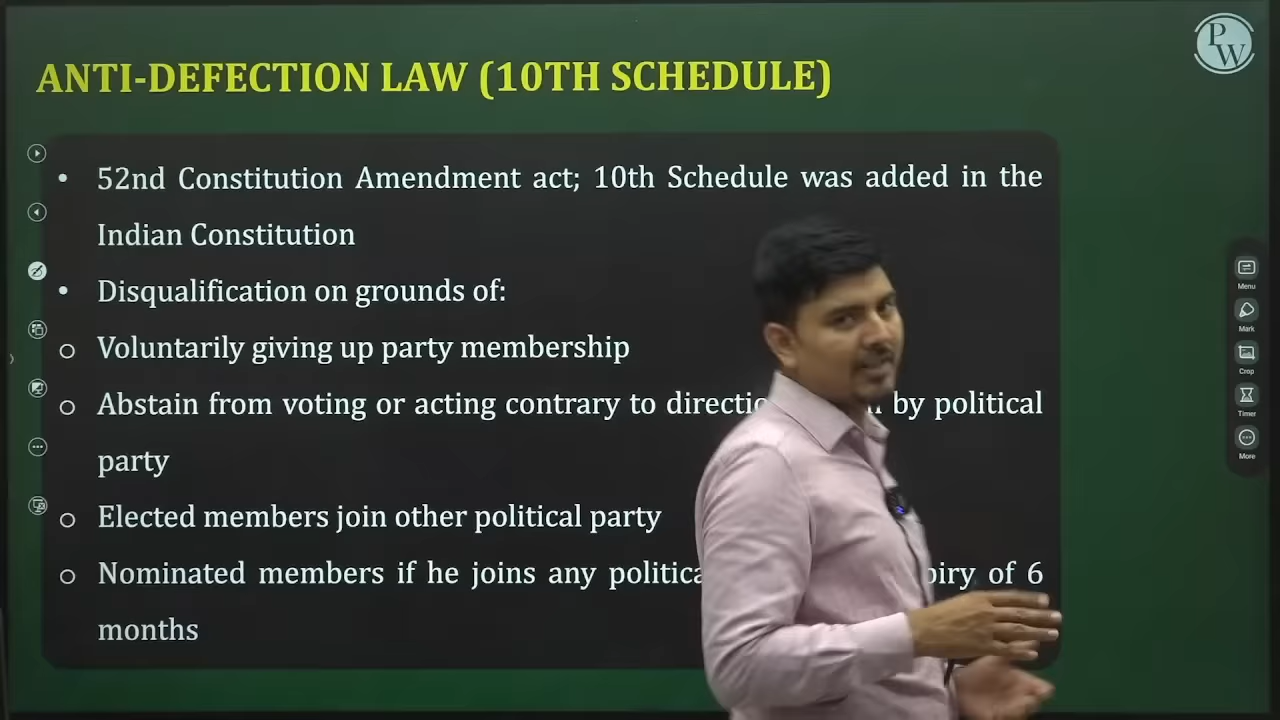 ANTI-DEFECTION LAW (10TH SCHEDULE)
PW
• 52nd Constitution Amendment act; 10th Schedule was added in the
Indian Constitution
• Disqualification on grounds of:
o Voluntarily giving up party membership
o Abstain from voting or acting contrary to by political
party
o Elected members join other political party
o Nominated members if he joins any of 6
months
Menu
Mark
Crop
Timer
More